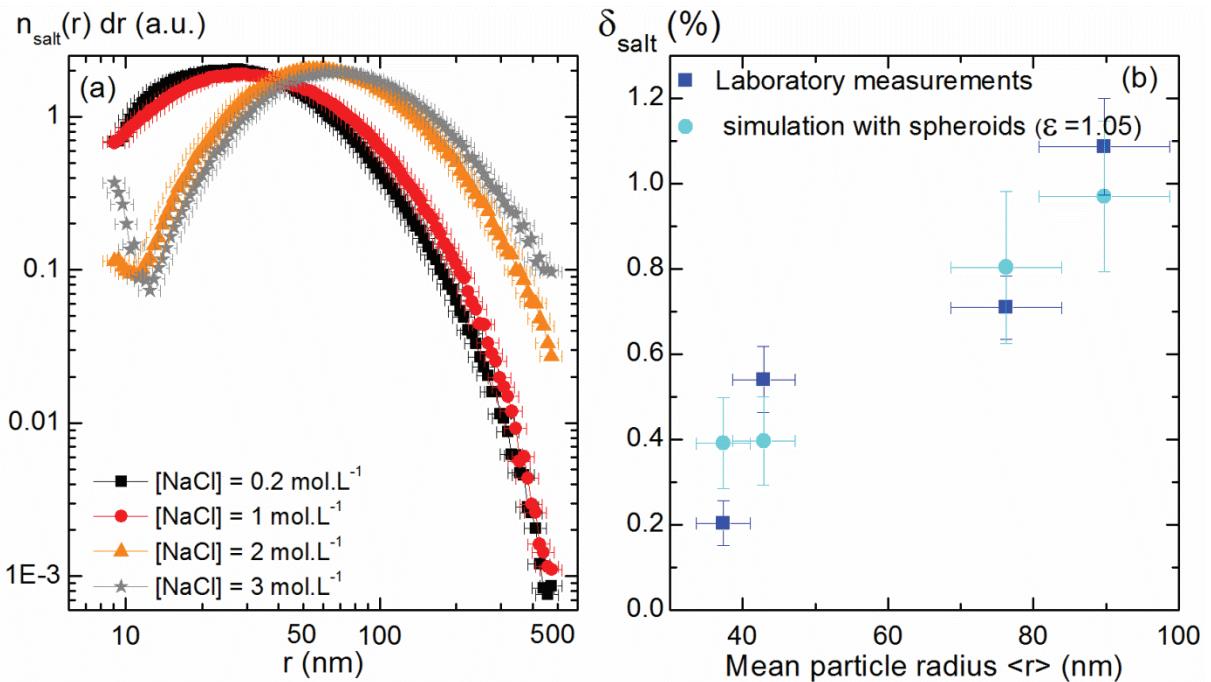 n_salt(r) dr (a.u.)
(a)
1
0.1
0.01
1E-3
[NaCl] = 0.2 mol.L⁻¹
[NaCl] = 1 mol.L⁻¹
[NaCl] = 2 mol.L⁻¹
[NaCl] = 3 mol.L⁻¹
10 50 100 500
r (nm)
δ_salt (%)
(b)
Laboratory measurements
simulation with spheroids (ε =1.05)
1.2
1.0
0.8
0.6
0.4
0.2
0.0
40 60 80 100
Mean particle radius <r> (nm)